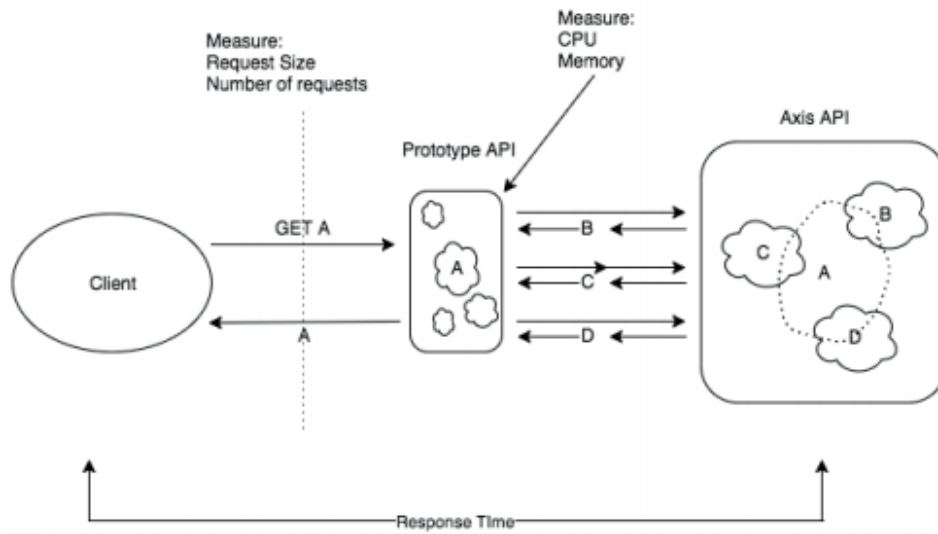 Measure:
Request Size
Number of requests
Measure:
CPU
Memory
Axis API
Prototype API
GET A
B
B
C
A
C
A
Client
A
D
D
Response TIme